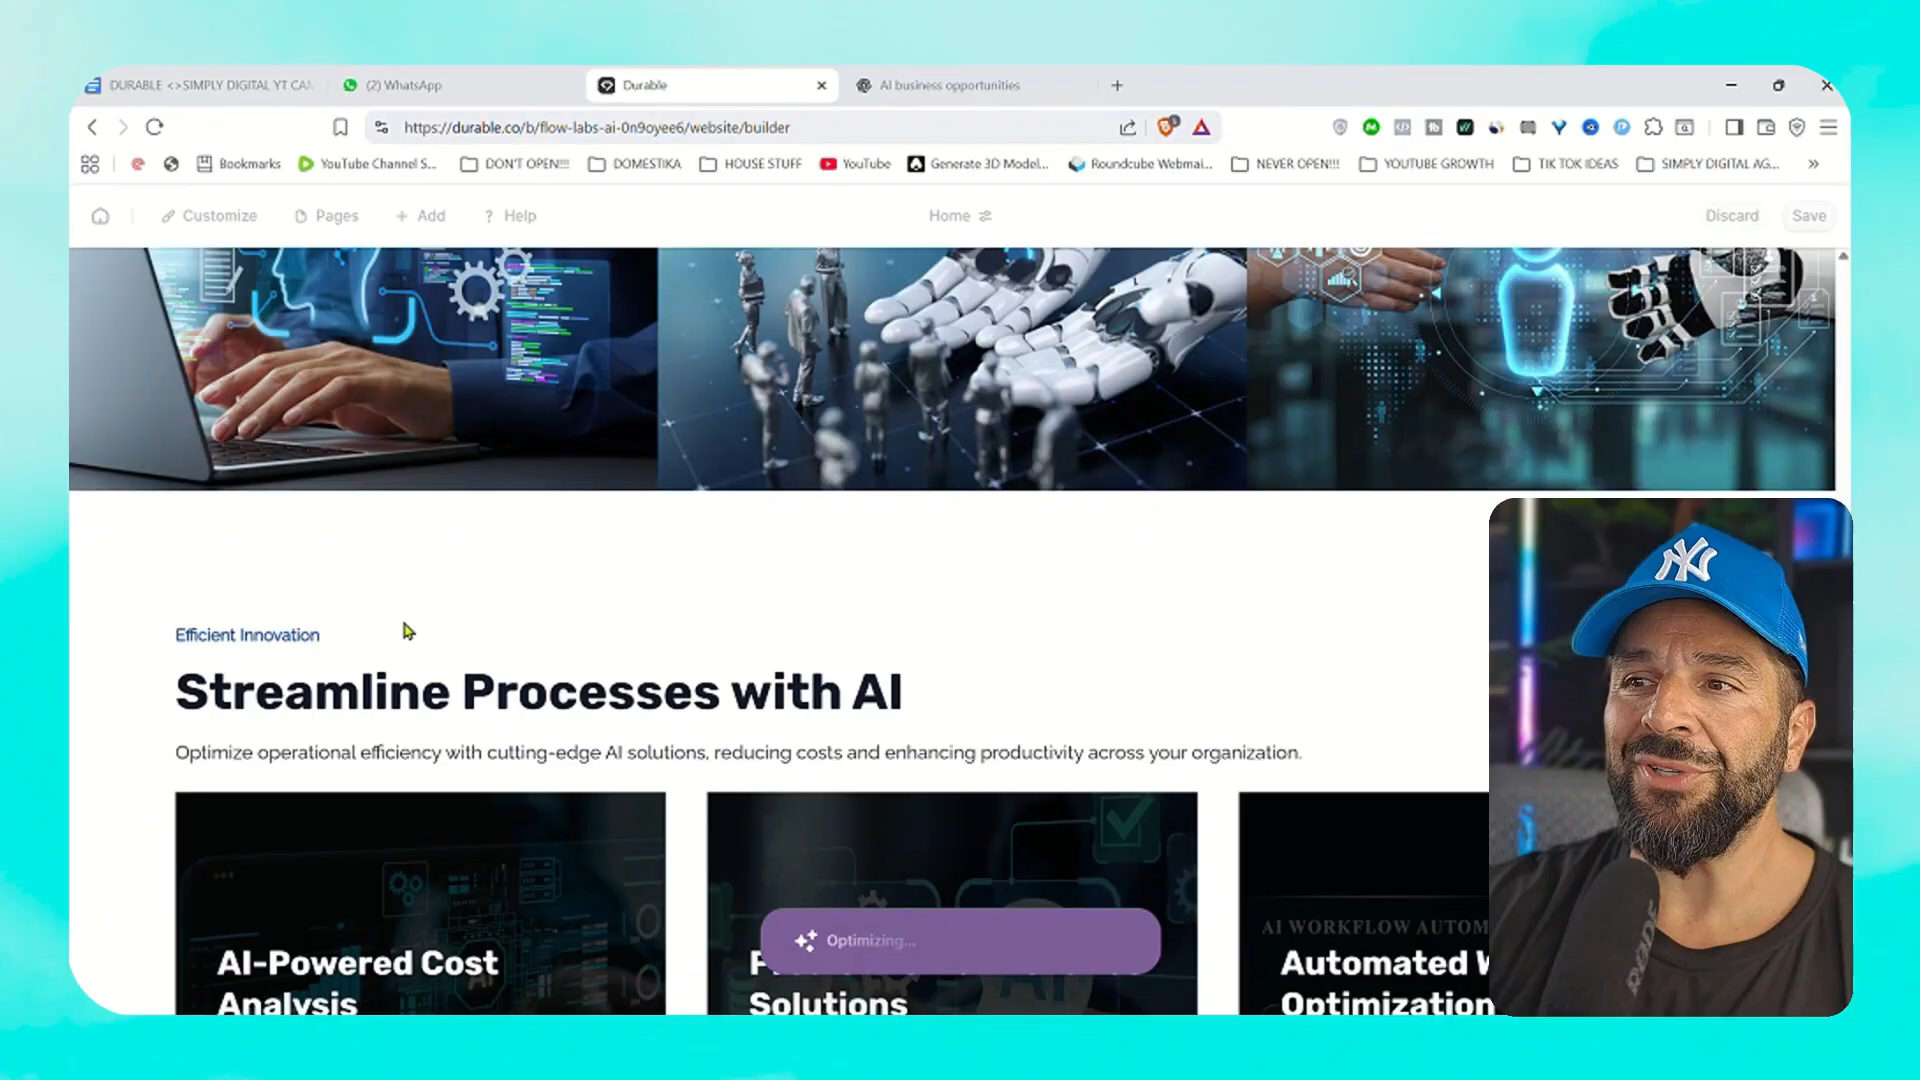 DURABLE <>SIMPLY DIGITAL YT CAM
(2) WhatsApp
Durable
AI business opportunities
https://durable.co/b/flow-labs-ai-0n9oyee6/website/builder
Bookmarks
YouTube Channel S...
DON'T OPEN!!!
DOMESTIKA
HOUSE STUFF
YouTube
Generate 3D Model...
Roundcube Webmai...
NEVER OPEN!!!
YOUTUBE GROWTH
TIK TOK IDEAS
SIMPLY DIGITAL AG...
Customize
Pages
+ Add
? Help
Home
Discard
Save
NY
Efficient Innovation
Streamline Processes with AI
Optimize operational efficiency with cutting-edge AI solutions, reducing costs and enhancing productivity across your organization.
AI WORKFLOW AUTOM
Optimizing...
AI-Powered Cost
Analysis
Solutions
AI
Automated
Optimization
RODE